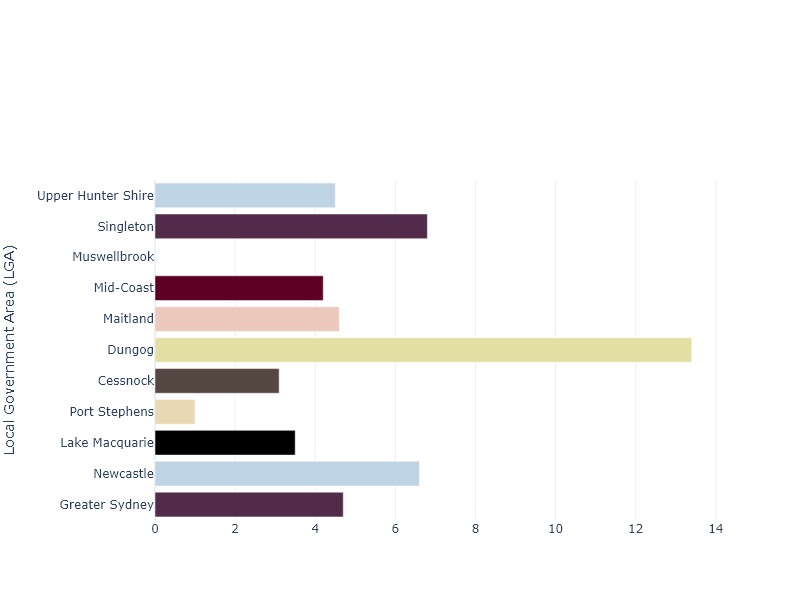 Local Government Area (LGA)
Upper Hunter Shire
Singleton
Muswellbrook
Mid-Coast
Maitland
Dungog
Cessnock
Port Stephens
Lake Macquarie
Newcastle
Greater Sydney
0 2 4 6 8 10 12 14